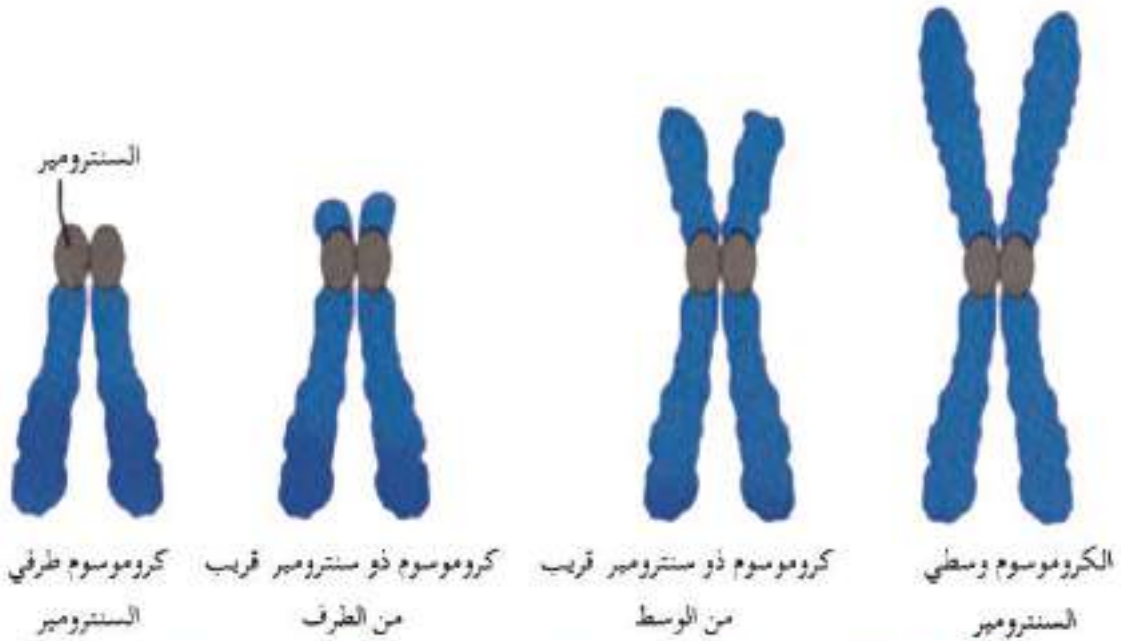 السنترومير
الكروموسوم وسطي
السنترومير
كروموسوم ذو سنترومير قريب
من الوسط
كروموسوم ذو سنترومير قريب
من الطرف
كروموسوم طرفي
السنترومير